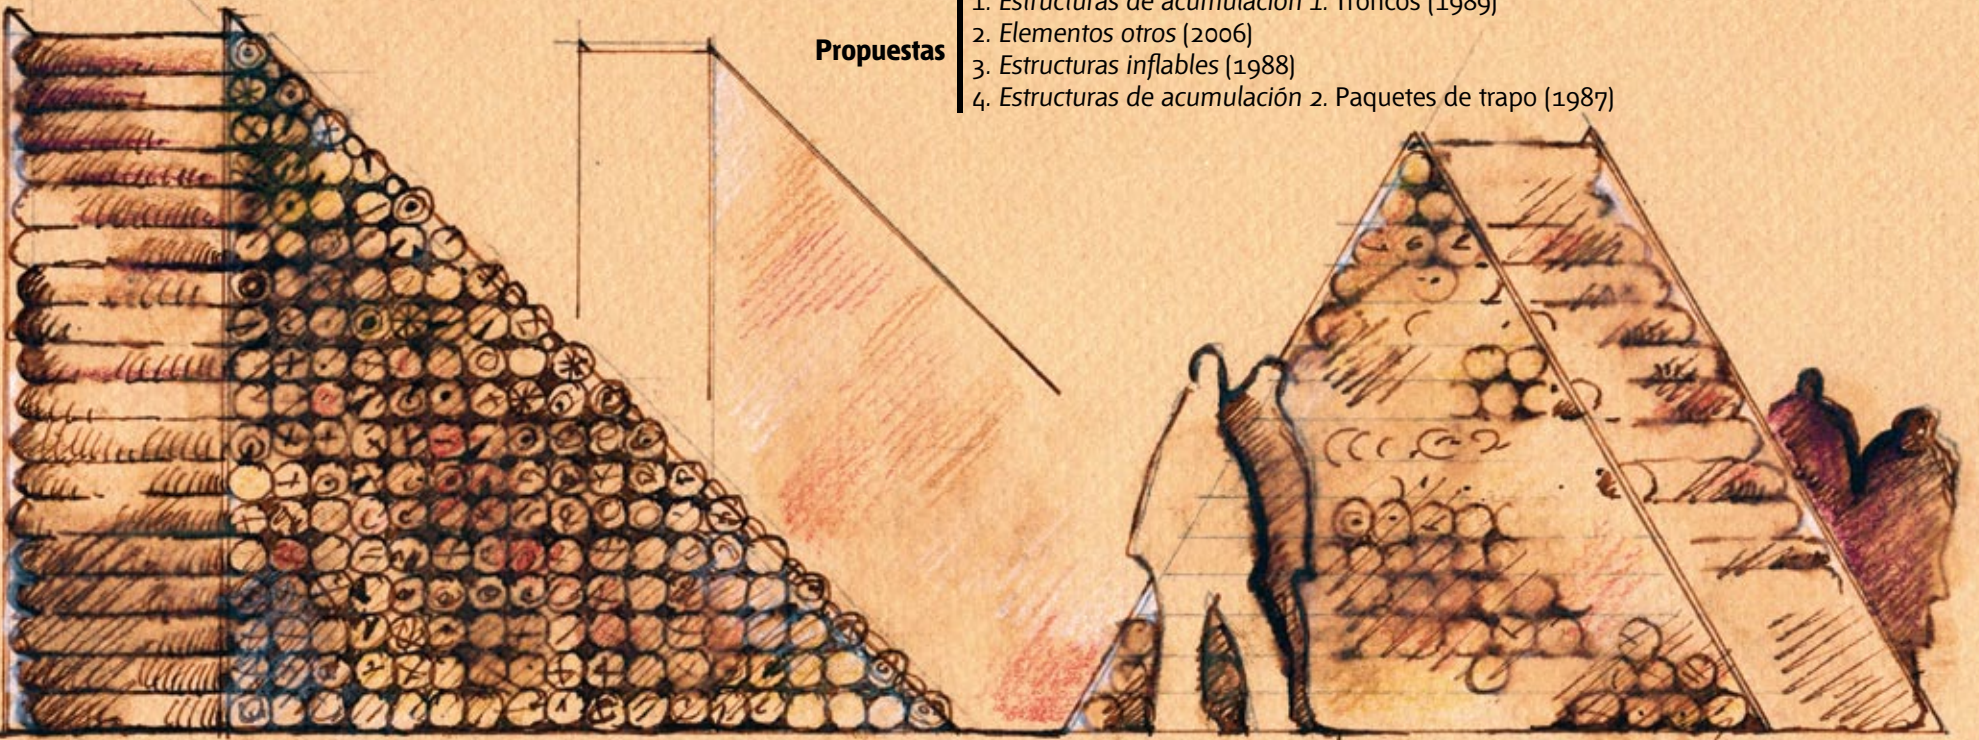 Propuestas
1. Estructuras de acumulación 1. Troncos (1989)
2. Elementos otros (2006)
3. Estructuras inflables (1988)
4. Estructuras de acumulación 2. Paquetes de trapo (1987)